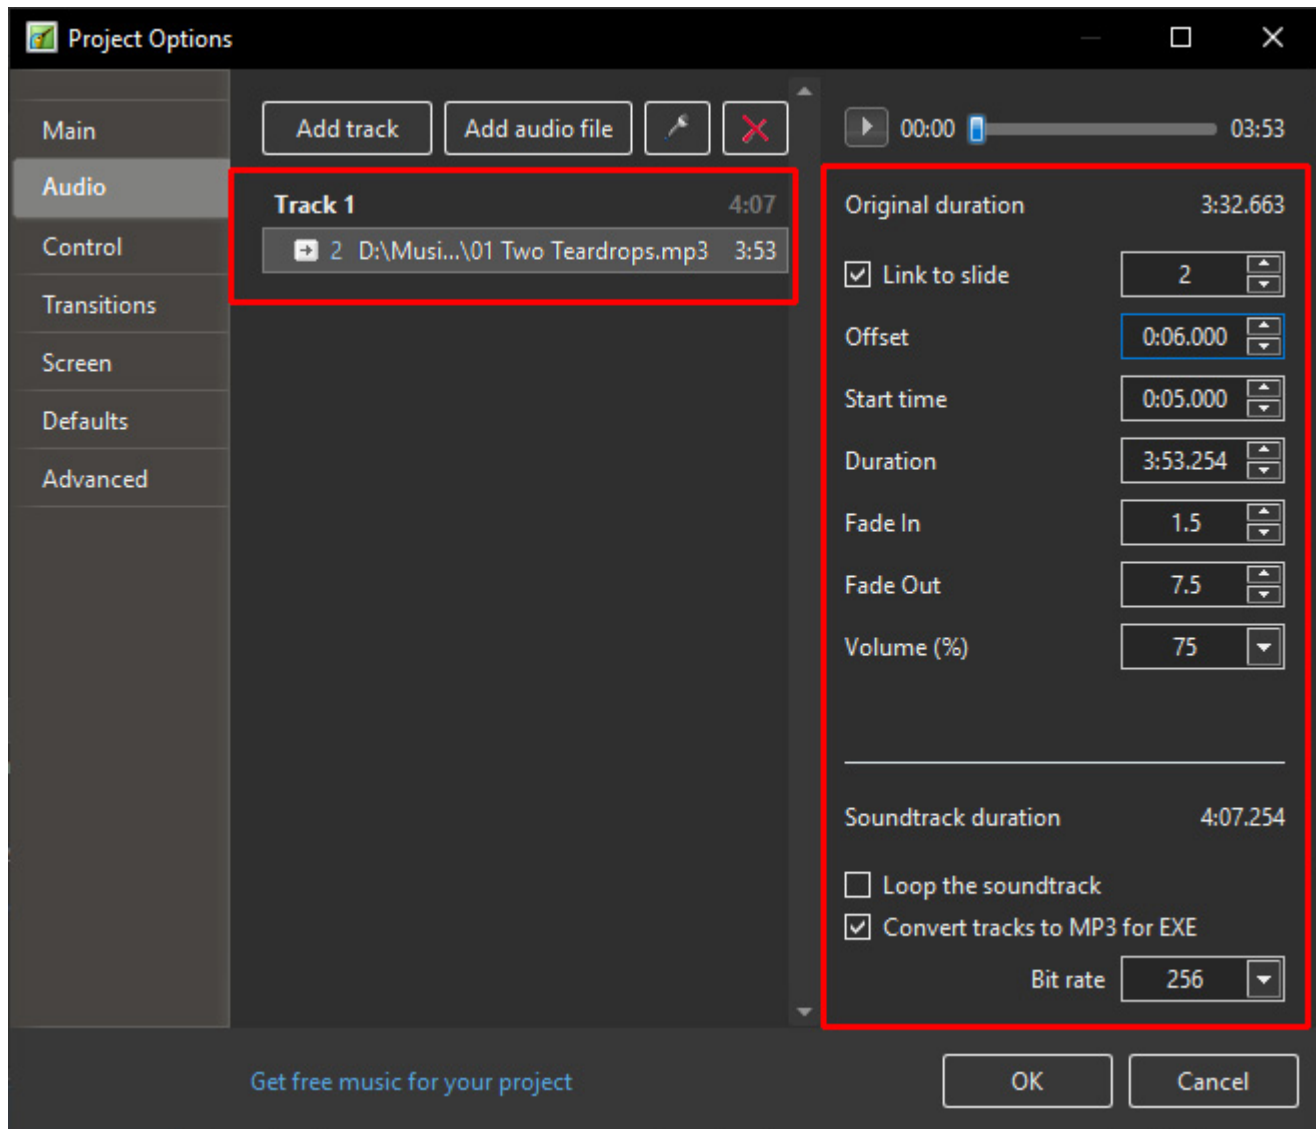 Project Options
Main
Audio
Control
Transitions
Screen
Defaults
Advanced
Add track Add audio file
Track 1 4:07
2 D:\Musi...\01 Two Teardrops.mp3 3:53
00:00 03:53
Original duration 3:32.663
Link to slide 2
Offset 0:06.000
Start time 0:05.000
Duration 3:53.254
Fade In 1.5
Fade Out 7.5
Volume (%) 75
Soundtrack duration 4:07.254
Loop the soundtrack
Convert tracks to MP3 for EXE
Bit rate 256
Get free music for your project
OK Cancel